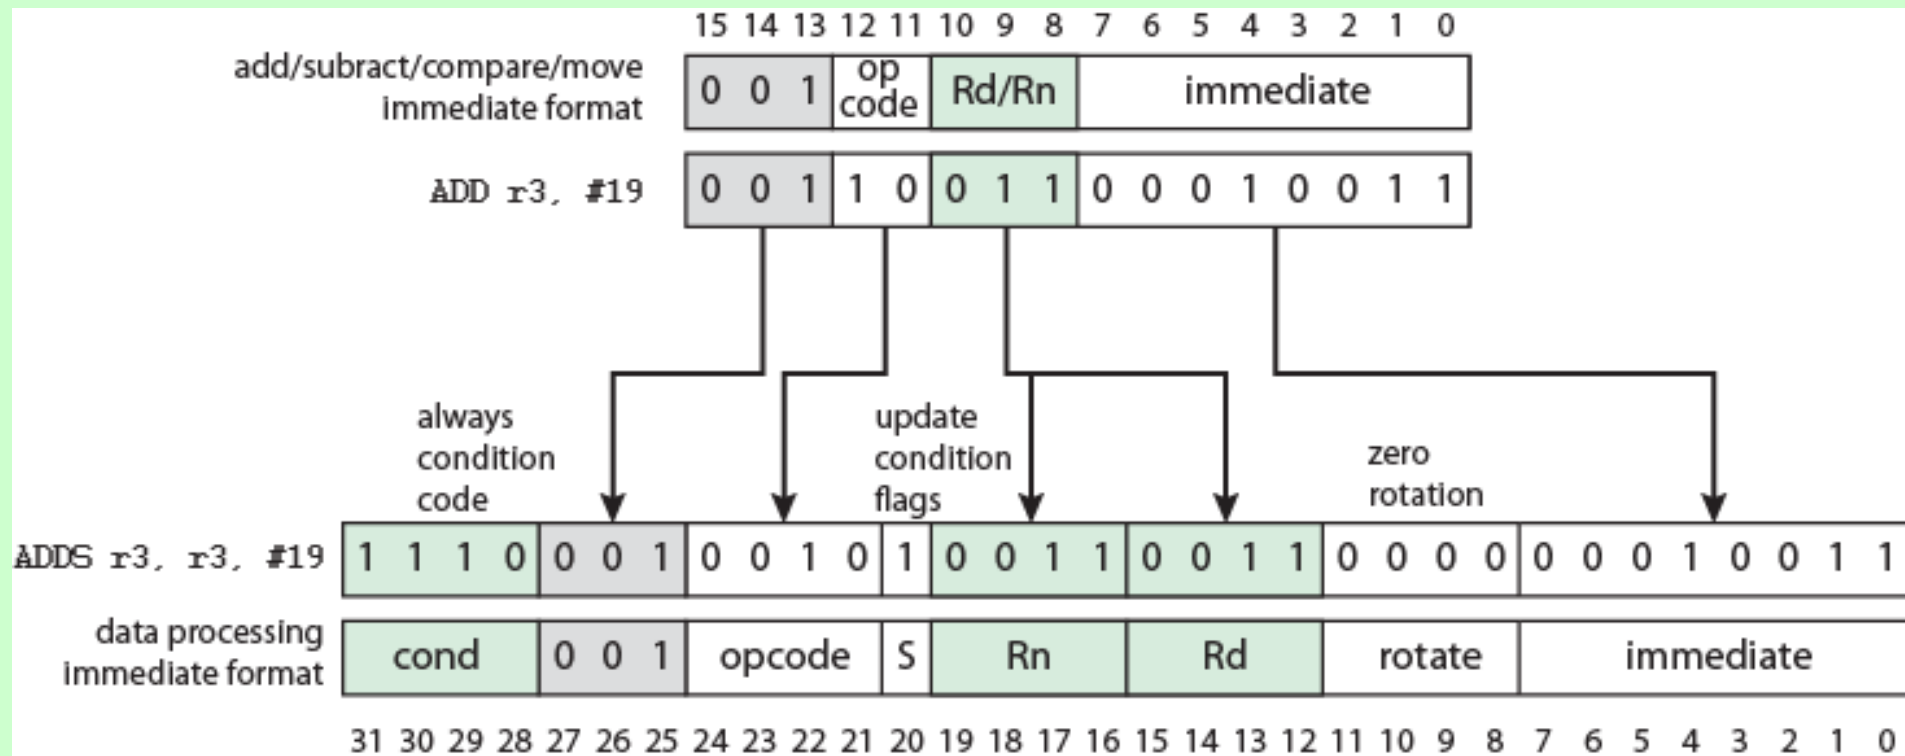 15 14 13 12 11 10 9 8 7 6 5 4 3 2 1 0
add/subract/compare/move
immediate format
0 0 1 op code Rd/Rn immediate
ADD r3, #19 0 0 1 1 0 0 1 1 0 0 0 1 0 0 1 1
always
condition
code
update
condition
flags
zero
rotation
ADDS r3, r3, #19 1 1 1 0 0 0 1 0 0 1 0 1 0 0 1 1 0 0 1 1 0 0 0 0 0 0 0 1 0 0 1 1
data processing
immediate format
cond 0 0 1 opcode S Rn Rd rotate immediate
31 30 29 28 27 26 25 24 23 22 21 20 19 18 17 16 15 14 13 12 11 10 9 8 7 6 5 4 3 2 1 0